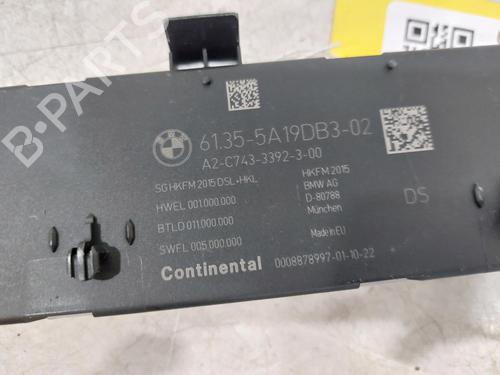 B-PARTS
BMW
61.35-5A19DB3-02
A2-C743-3392-3-00
SG HKFM 2015 DSL+HKL
HWEL 001.000.000
BTLD 011.000.000
SWFL 005.000.000
HKFM 2015
BMW AG
D-80788
München
Made in EU
DS
Continental 0008878997-01-10-22